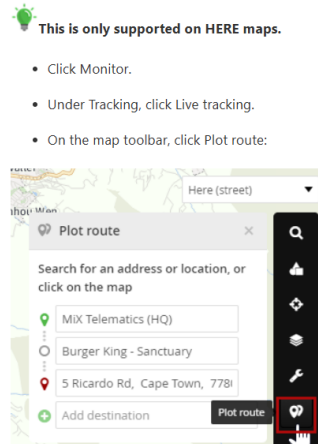 This is only supported on HERE maps.
Click Monitor.
Under Tracking, click Live tracking.
On the map toolbar, click Plot route:
Here (street)
Plot route
Search for an address or location, or
click on the map
MiX Telematics (HQ)
Burger King - Sanctuary
5 Ricardo Rd, Cape Town, 778
Add destination
Plot route